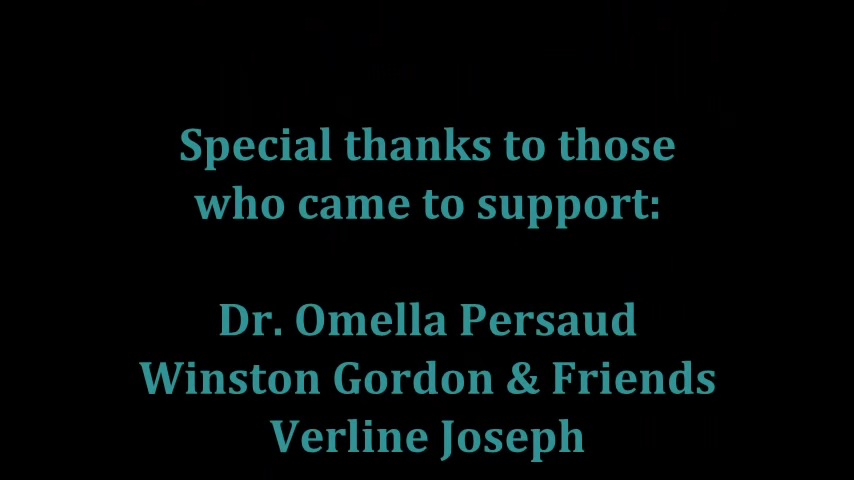 Special thanks to those
who came to support:
Dr. Omella Persaud
Winston Gordon & Friends
Verline Joseph